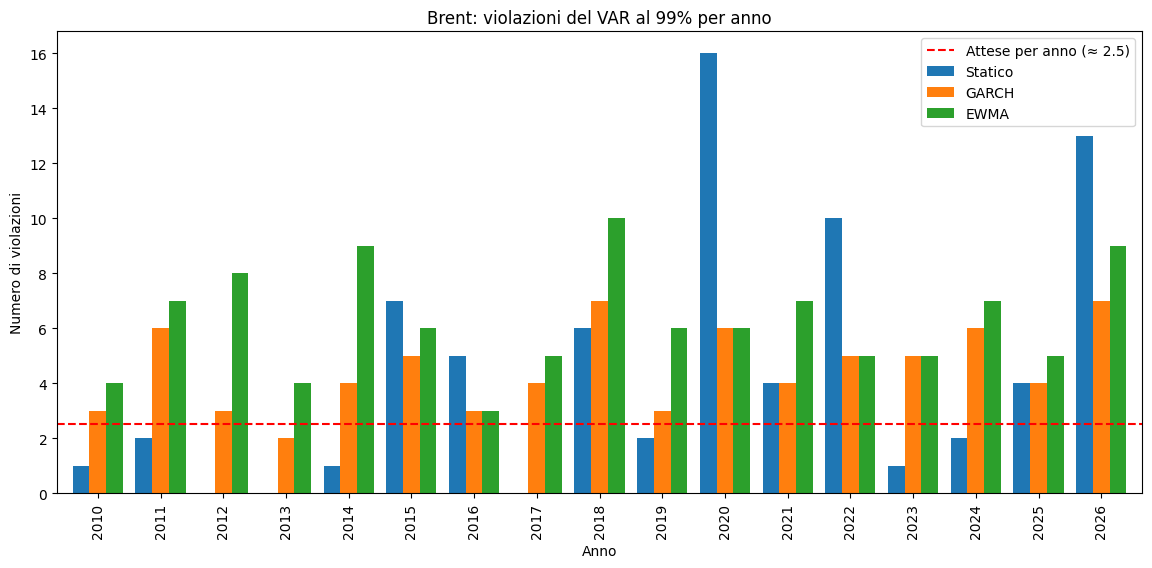 Brent: violazioni del VAR al 99% per anno
Attese per anno (≈ 2.5)
Statico
GARCH
EWMA
Numero di violazioni
16
14
12
10
8
6
4
2
0
2010 2011 2012 2013 2014 2015 2016 2017 2018 2019 2020 2021 2022 2023 2024 2025 2026
Anno